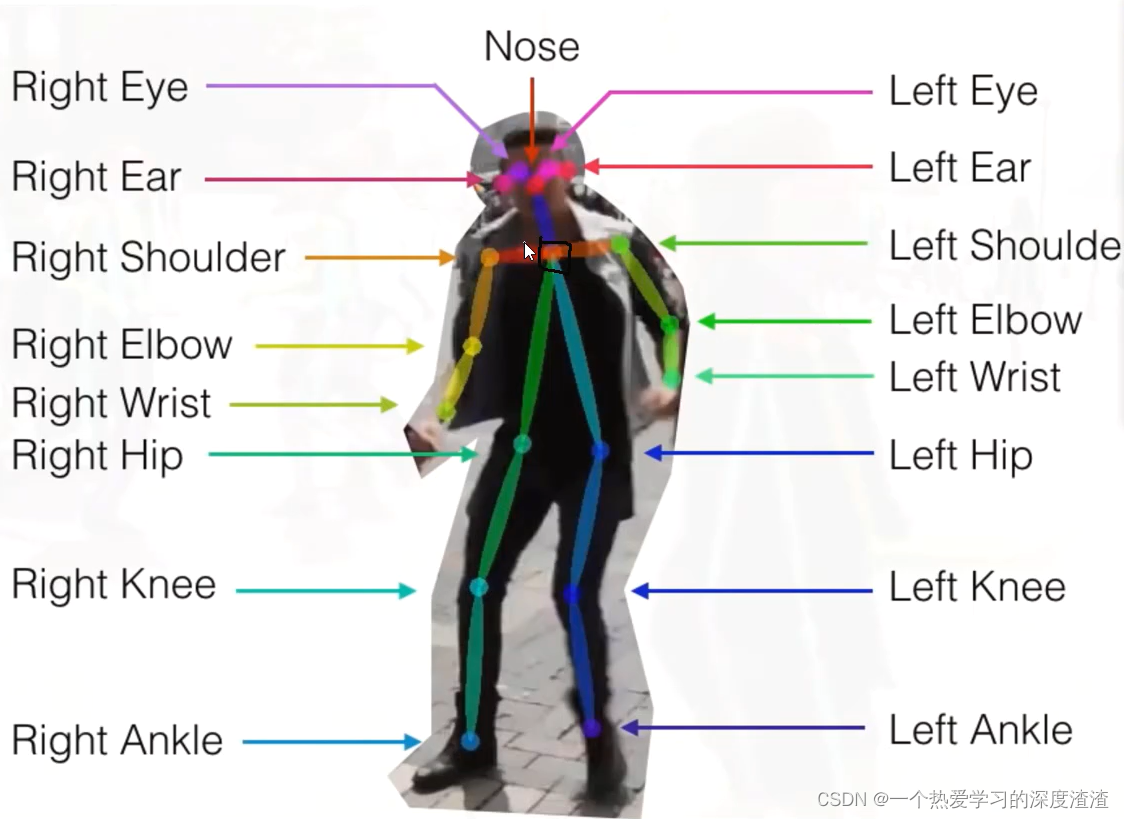 Nose
Right Eye
Left Eye
Right Ear
Left Ear
Right Shoulder
Left Shoulde
Right Elbow
Left Elbow
Right Wrist
Left Wrist
Right Hip
Left Hip
Right Knee
Left Knee
Right Ankle
Left Ankle
CSDN @一个热爱学习的深度渣渣